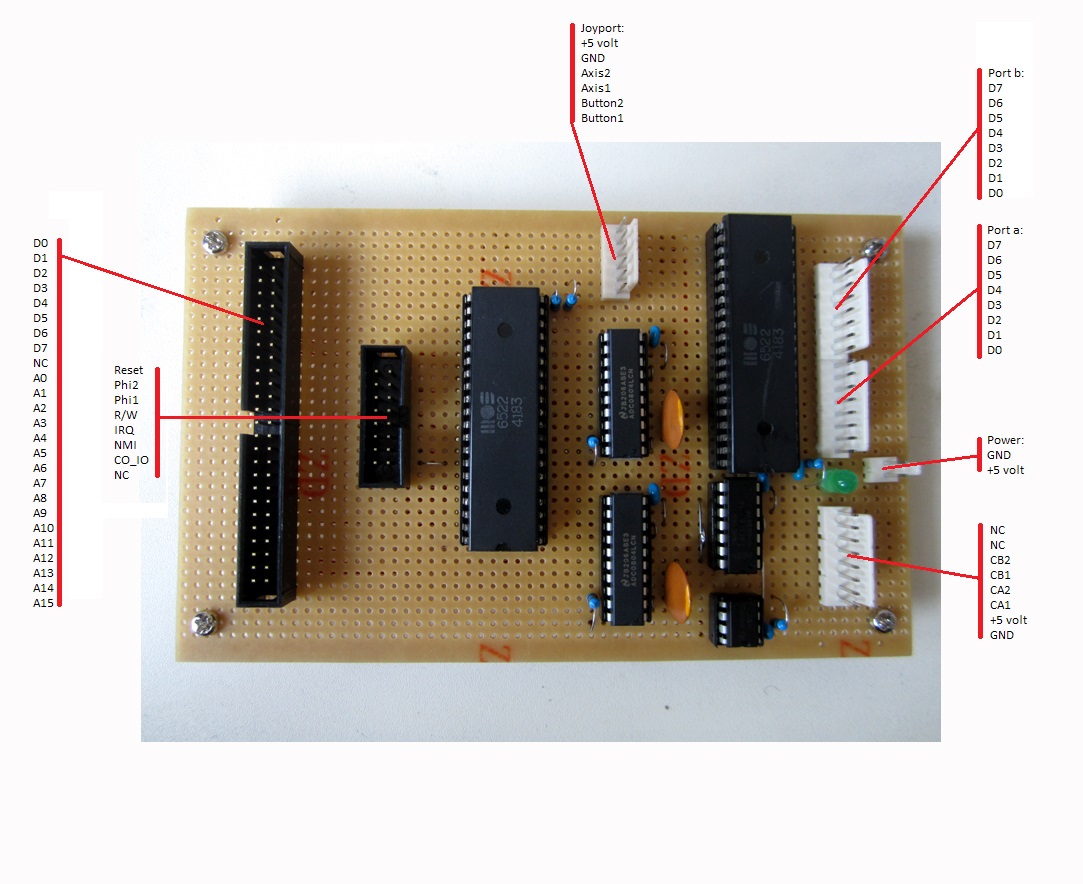 Joyport:
+5 volt
GND
Axis2
Axis1
Button2
Button1
Port b:
D7
D6
D5
D4
D3
D2
D1
D0
Port a:
D7
D6
D5
D4
D3
D2
D1
D0
D0
D1
D2
D3
D4
D5
D6
D7
NC
A0
A1
A2
A3
A4
A5
A6
A7
A8
A9
A10
A11
A12
A13
A14
A15
Reset
Phi2
Phi1
R/W
IRQ
NMI
CO_IO
NC
Power:
GND
+5 volt
NC
NC
CB2
CB1
CA2
CA1
+5 volt
GND
6522
4183
6522
4183
ADC0804LCN
ADC0804LCN
Z
Z
Z